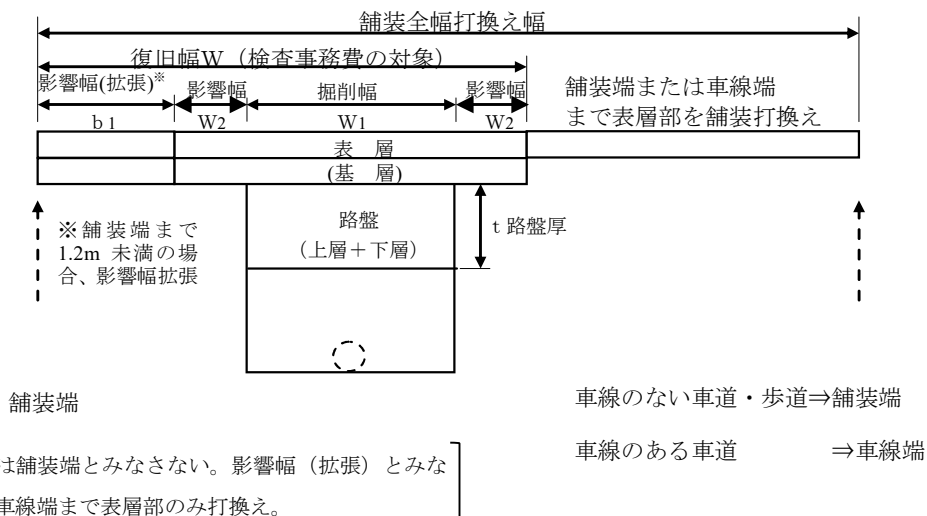 舗装全幅打換え幅
復旧幅W（検査事務費の対象）
影響幅(拡張)※
影響幅
掘削幅
影響幅
舗装端または車線端
まで表層部を舗装打換え
b1
W2
W1
W2
表　層
(基　層)
※舗装端まで
1.2m 未満の場
合、影響幅拡張
路盤
（上層＋下層）
t 路盤厚
舗装端
車線のない車道・歩道⇒舗装端
車線のある車道　⇒車線端
は舗装端とみなさない。影響幅（拡張）とみな
車線端まで表層部のみ打換え。